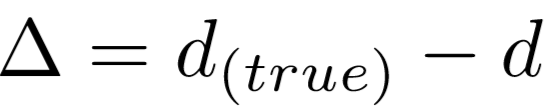 Δ = d_(true) − d